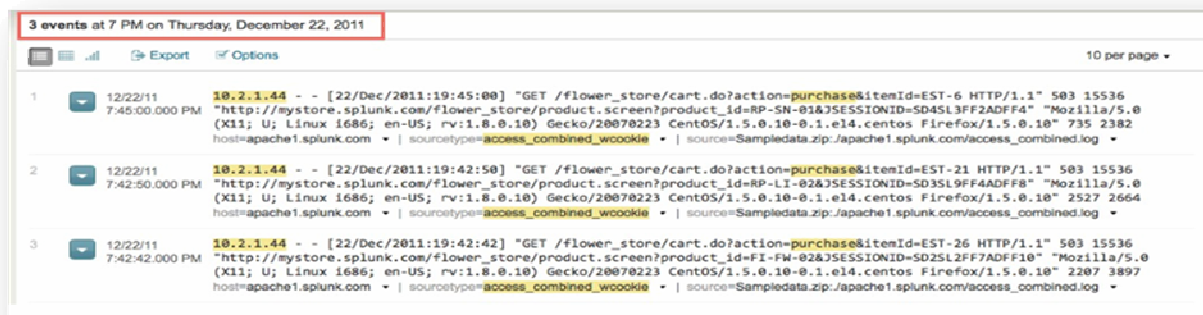 3 events at 7 PM on Thursday, December 22, 2011
Export Options 10 per page
1 12/22/11 10.2.1.44 - - [22/Dec/2011:19:45:00] "GET /flower_store/cart.do?action=purchase&itemId=EST-6 HTTP/1.1" 503 15536
7:45:00.000 PM "http://mystore.splunk.com/flower_store/product.screen?product_id=RP-SN-01&JSESSIONID=SD4SL3FF2ADFF4" "Mozilla/5.0
(X11; U; Linux i686; en-US; rv:1.8.0.10) Gecko/20070223 CentOS/1.5.0.10-0.1.el4.centos Firefox/1.5.0.10" 735 2382
host=apache1.splunk.com | sourcetype=access_combined_wcookie | source=Sampledata.zip:./apache1.splunk.com/access_combined.log
2 12/22/11 10.2.1.44 - - [22/Dec/2011:19:42:50] "GET /flower_store/cart.do?action=purchase&itemId=EST-21 HTTP/1.1" 503 15536
7:42:50.000 PM "http://mystore.splunk.com/flower_store/product.screen?product_id=RP-LI-02&JSESSIONID=SD3SL9FF4ADFF8" "Mozilla/5.0
(X11; U; Linux i686; en-US; rv:1.8.0.10) Gecko/20070223 CentOS/1.5.0.10-0.1.el4.centos Firefox/1.5.0.10" 2527 2664
host=apache1.splunk.com | sourcetype=access_combined_wcookie | source=Sampledata.zip:./apache1.splunk.com/access_combined.log
3 12/22/11 10.2.1.44 - - [22/Dec/2011:19:42:42] "GET /flower_store/cart.do?action=purchase&itemId=EST-26 HTTP/1.1" 503 15536
7:42:42.000 PM "http://mystore.splunk.com/flower_store/product.screen?product_id=FI-FW-02&JSESSIONID=SD2SL2FF7ADFF10" "Mozilla/5.0
(X11; U; Linux i686; en-US; rv:1.8.0.10) Gecko/20070223 CentOS/1.5.0.10-0.1.el4.centos Firefox/1.5.0.10" 2207 3897
host=apache1.splunk.com | sourcetype=access_combined_wcookie | source=Sampledata.zip:./apache1.splunk.com/access_combined.log